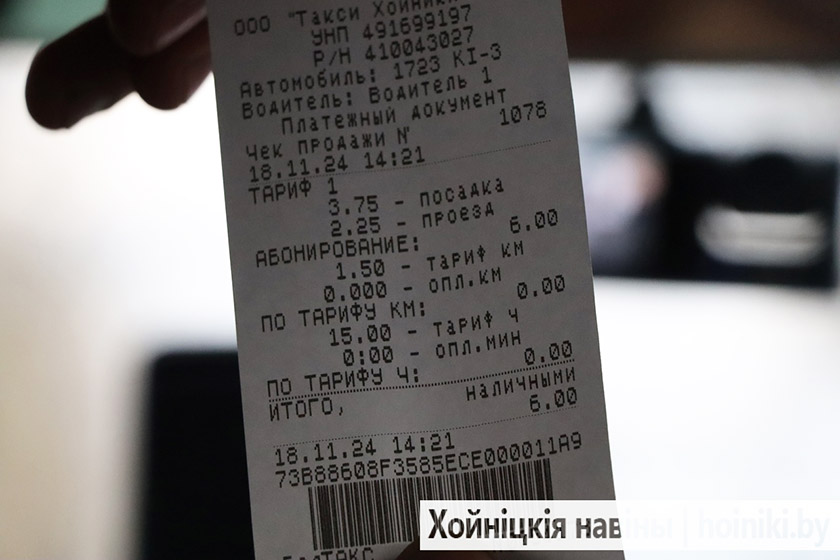 ООО "Такси Хойники
УНП 491699197
Р/Н 410043027
Автомобиль: 1723 KI-3
Водитель: Водитель 1
Платежный документ
Чек продажи № 1078
18.11.24 14:21
ТАРИФ 1
3.75 - посадка
2.25 - проезд
АБОНИРОВАНИЕ: 6.00
1.50 - тариф км
0.000 - опл.км
ПО ТАРИФУ КМ: 0.00
15.00 - тариф ч
0:00 - опл.мин
ПО ТАРИФУ Ч: 0.00
ИТОГО, наличными
6.00
18.11.24 14:21
73B88608F3585ECE000011A9
БелТАКС
Хойніцкія навіны | hoiniki.by